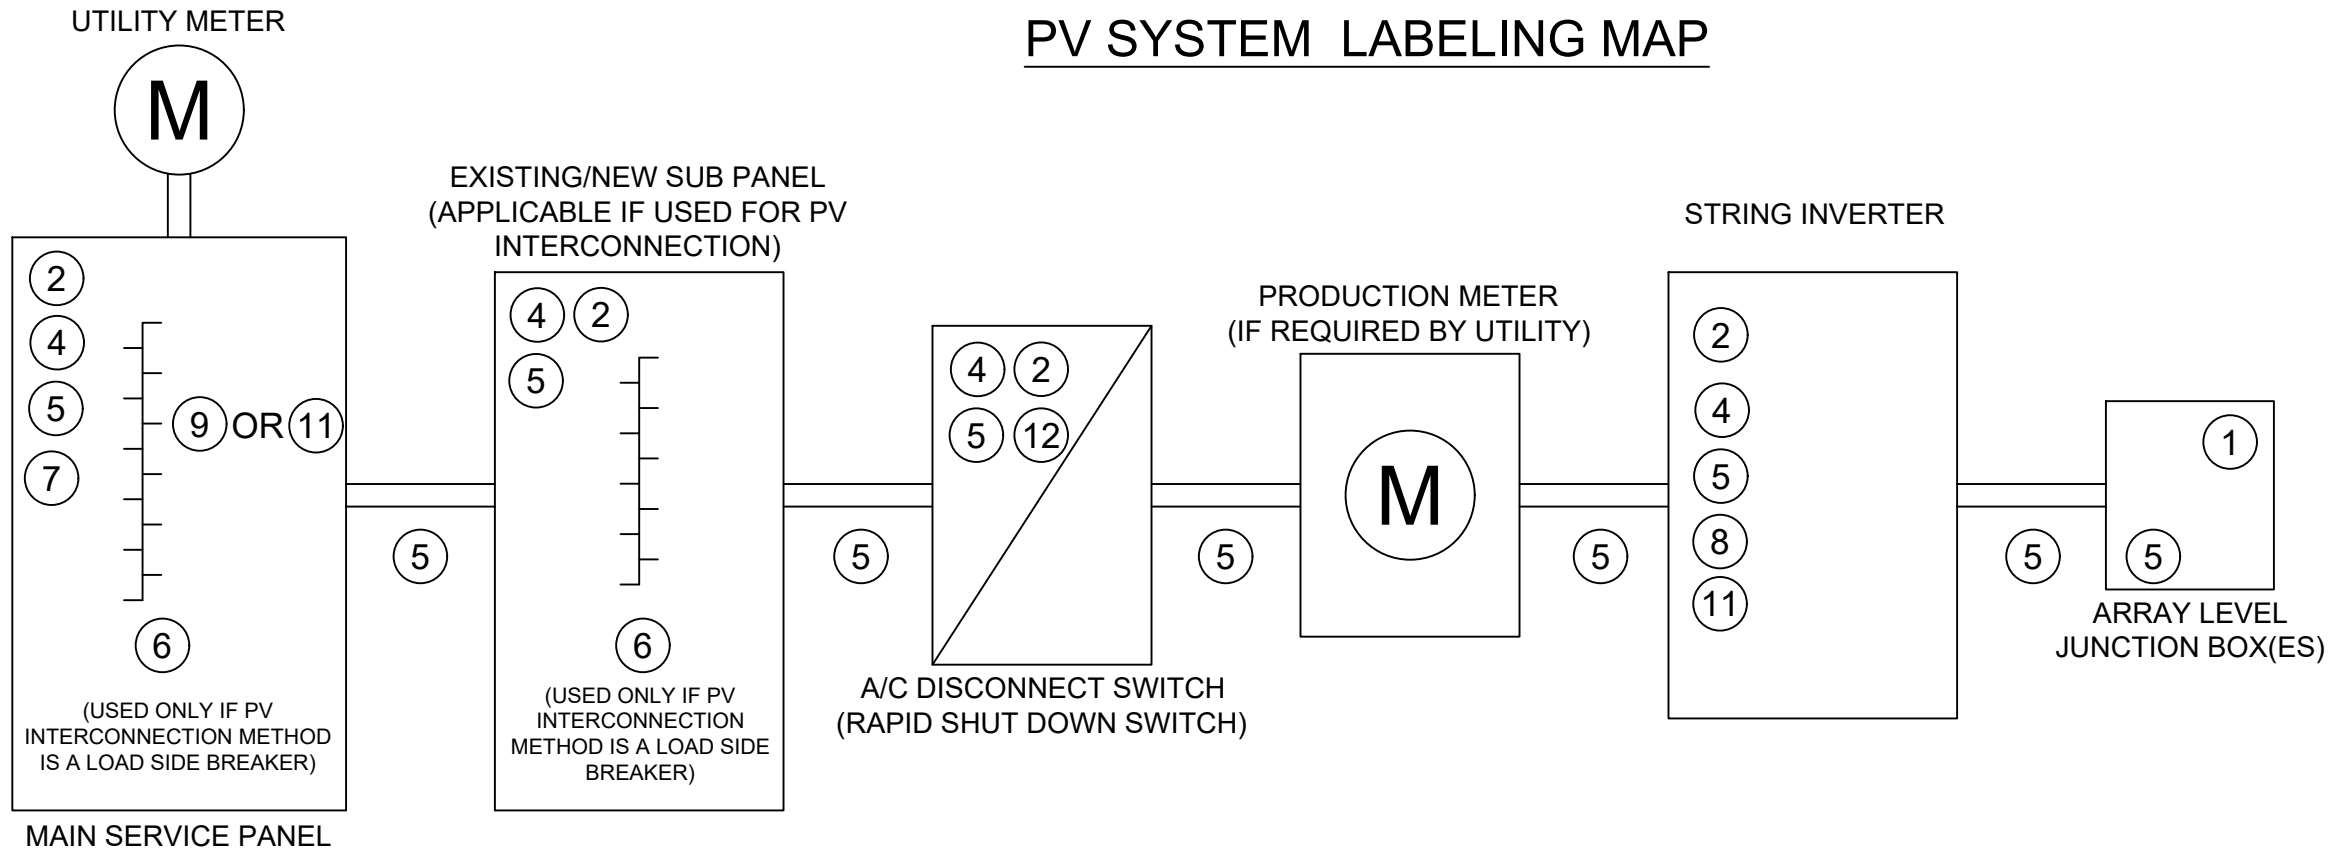 UTILITY METER
M
PV SYSTEM  LABELING MAP
2
4
5
7
9 OR 11
6
(USED ONLY IF PV
INTERCONNECTION METHOD
IS A LOAD SIDE BREAKER)
MAIN SERVICE PANEL
5
EXISTING/NEW SUB PANEL
(APPLICABLE IF USED FOR PV
INTERCONNECTION)
4 2
5
6
(USED ONLY IF PV
INTERCONNECTION
METHOD IS A LOAD SIDE
BREAKER)
5
4 2
5 12
A/C DISCONNECT SWITCH
(RAPID SHUT DOWN SWITCH)
5
PRODUCTION METER
(IF REQUIRED BY UTILITY)
M
5
STRING INVERTER
2
4
5
8
11
5
1
5
ARRAY LEVEL
JUNCTION BOX(ES)